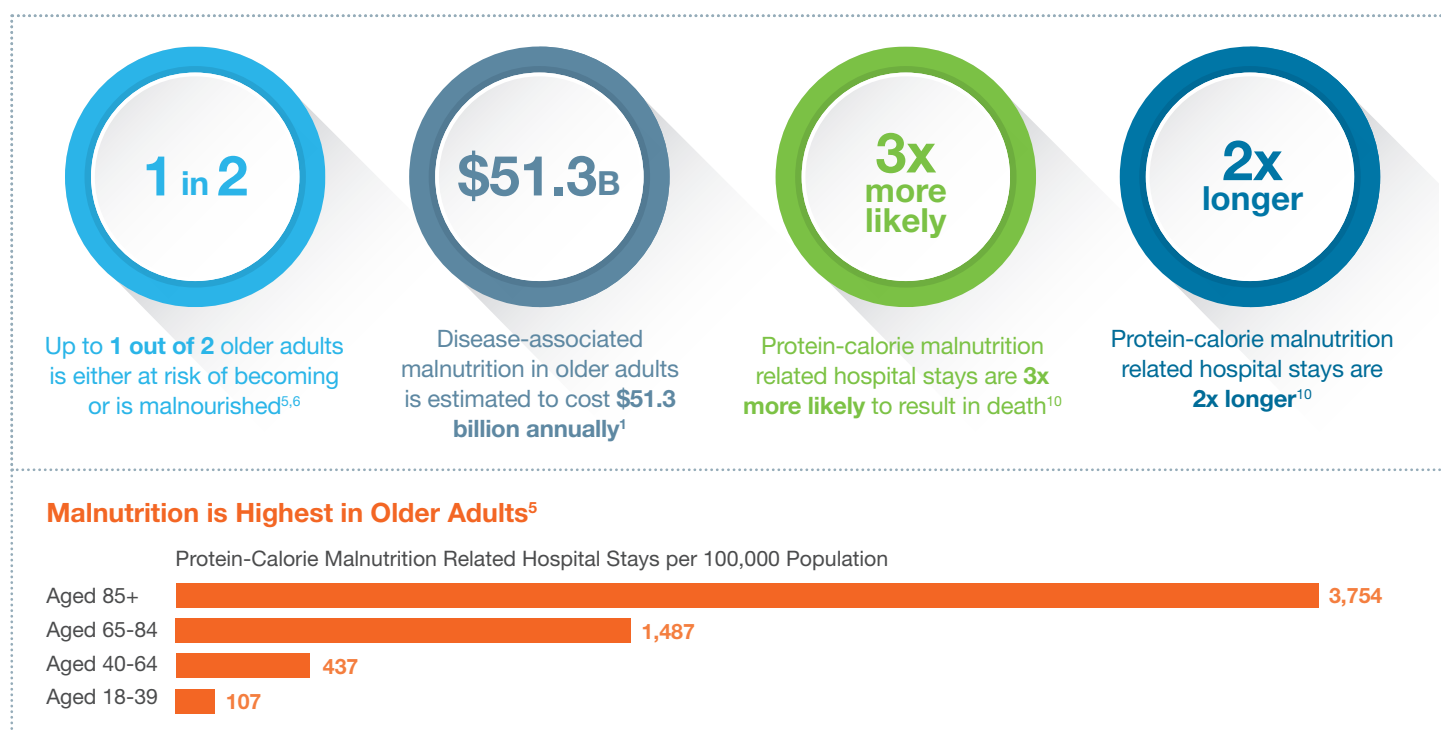 1 in 2
$51.3B
3x
more
likely
2x
longer
Up to 1 out of 2 older adults
is either at risk of becoming
or is malnourished5,6
Disease-associated
malnutrition in older adults
is estimated to cost $51.3
billion annually1
Protein-calorie malnutrition
related hospital stays are 3x
more likely to result in death10
Protein-calorie malnutrition
related hospital stays are
2x longer10
Malnutrition is Highest in Older Adults5
Protein-Calorie Malnutrition Related Hospital Stays per 100,000 Population
Aged 85+ 3,754
Aged 65-84 1,487
Aged 40-64 437
Aged 18-39 107